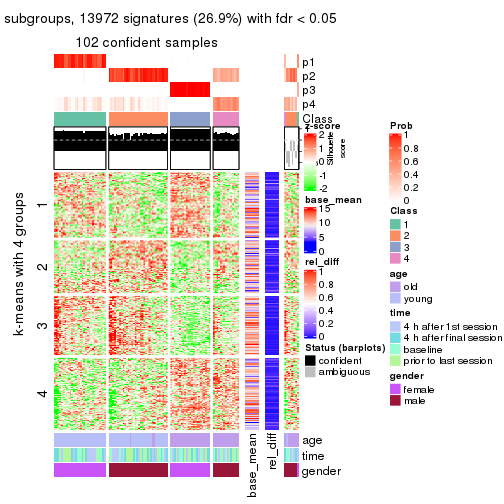 subgroups, 13972 signatures (26.9%) with fdr < 0.05
102 confident samples
p1
p2
p3
p4
Class
Silhouette
score
k-means with 4 groups
1
2
3
4
age
time
gender
base_mean
rel_diff
z-score
2
1
0
-1
-2
base_mean
15
10
5
0
rel_diff
1
0.8
0.6
0.4
0.2
0
Status (barplots)
confident
ambiguous
Prob
1
0.8
0.6
0.4
0.2
0
Class
1
2
3
4
age
old
young
time
4 h after 1st session
4 h after final session
baseline
prior to last session
gender
female
male